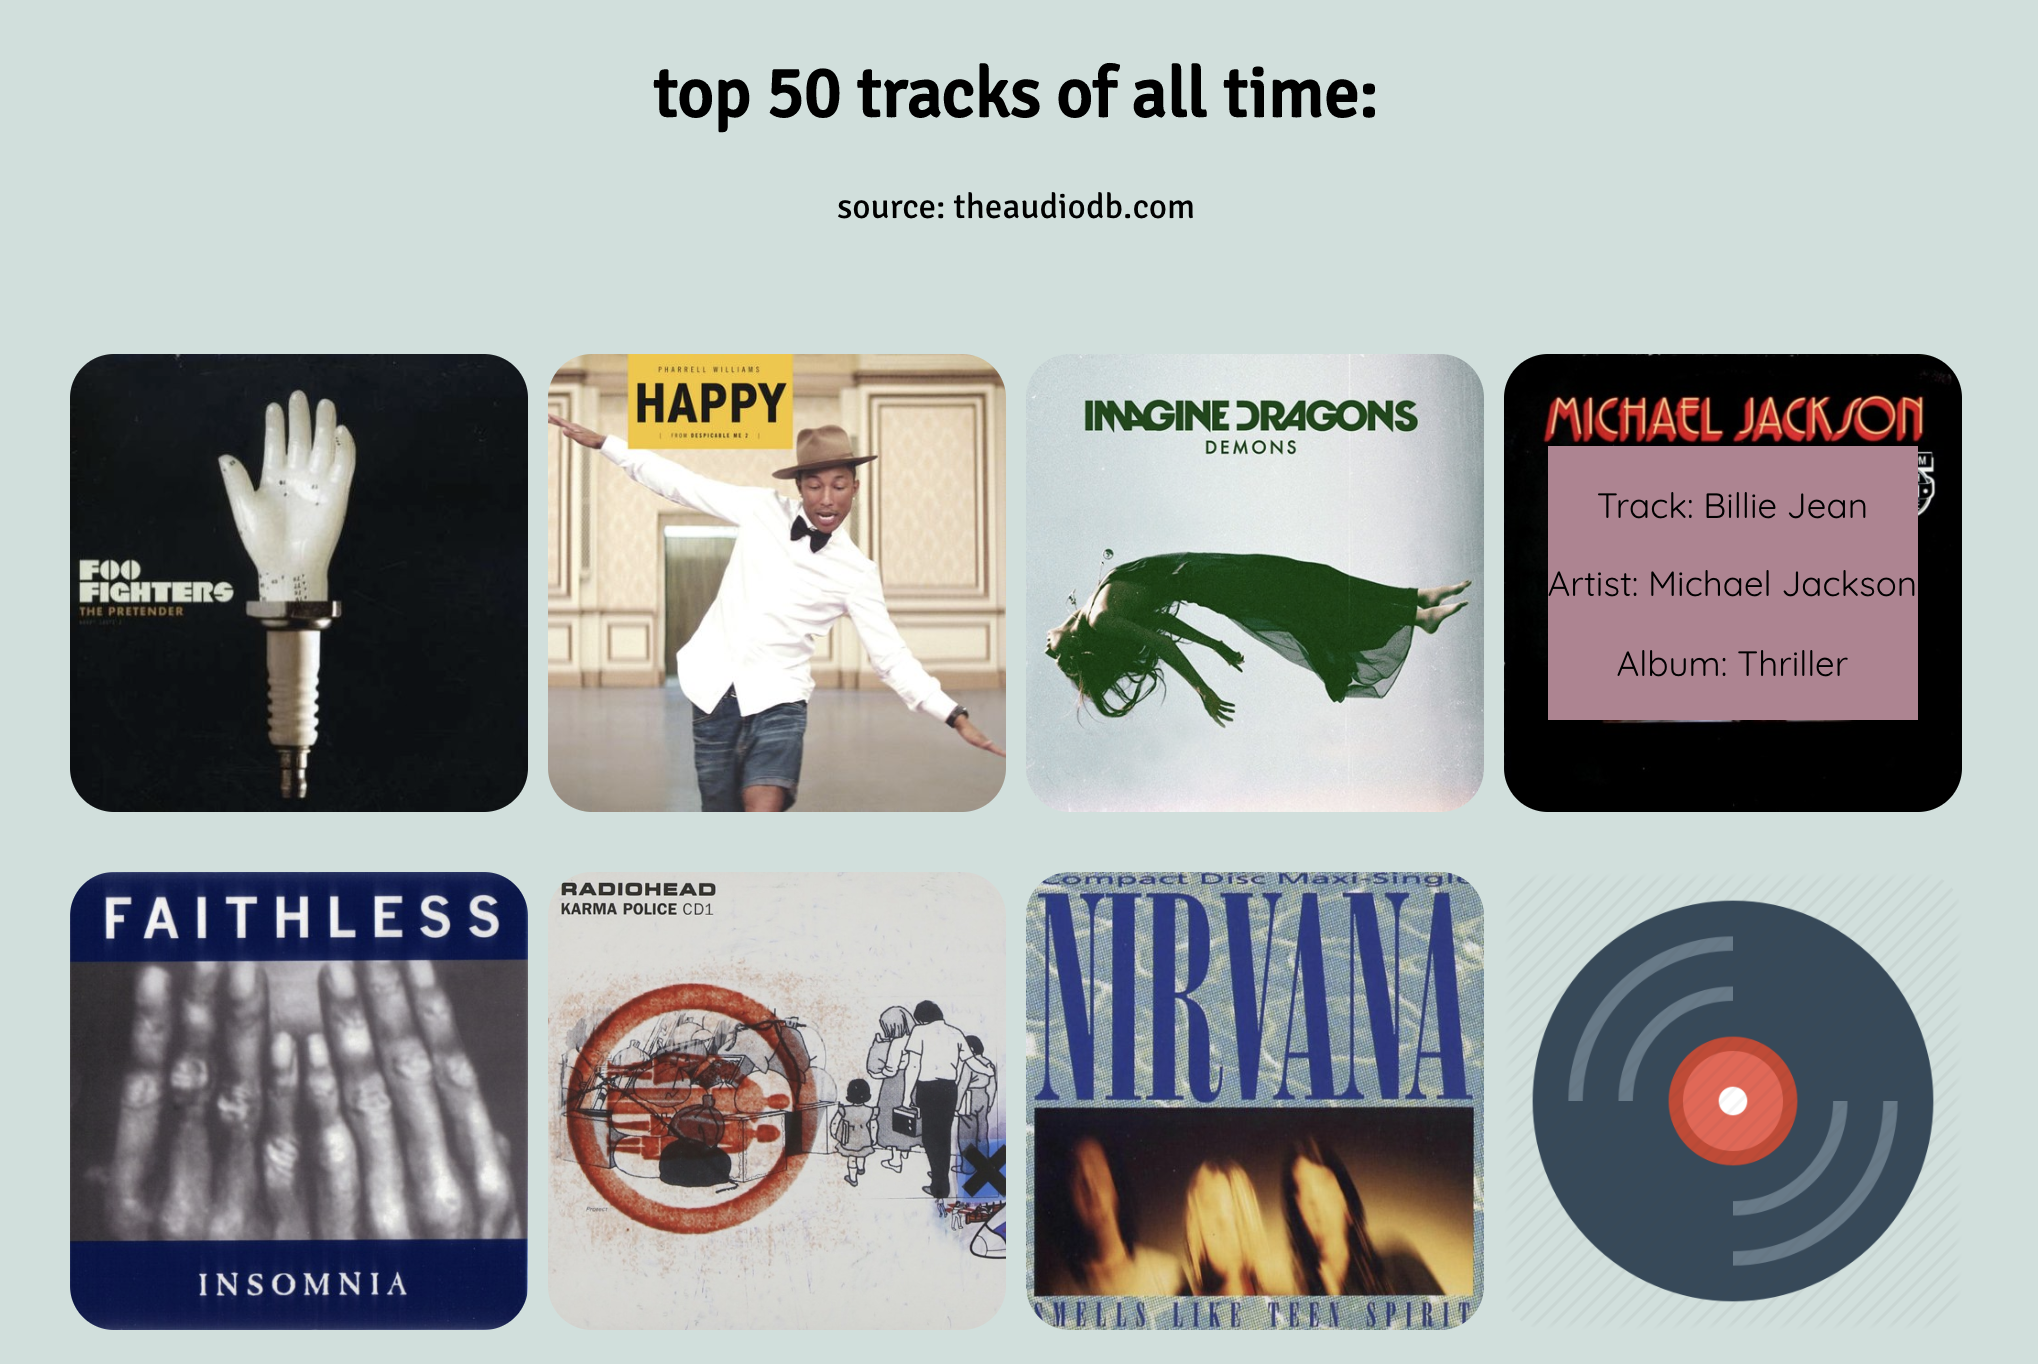 top 50 tracks of all time:
source: theaudiodb.com
FOO
FIGHTERS
THE PRETENDER
PHARRELL WILLIAMS
HAPPY
[ FROM DESPICABLE ME 2 ]
IMAGINE DRAGONS
DEMONS
MICHAEL JACKSON
Track: Billie Jean
Artist: Michael Jackson
Album: Thriller
FAITHLESS
INSOMNIA
RADIOHEAD
KARMA POLICE CD1
Compact Disc Maxi-Single
NIRVANA
SMELLS LIKE TEEN SPIRIT